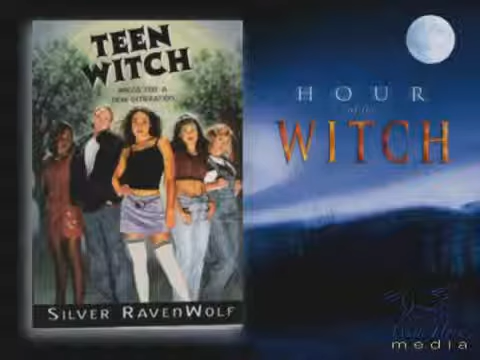 TEEN
WITCH
WICCA FOR A
NEW GENERATION
SILVER RAVENWOLF
HOUR
of the
WITCH
media